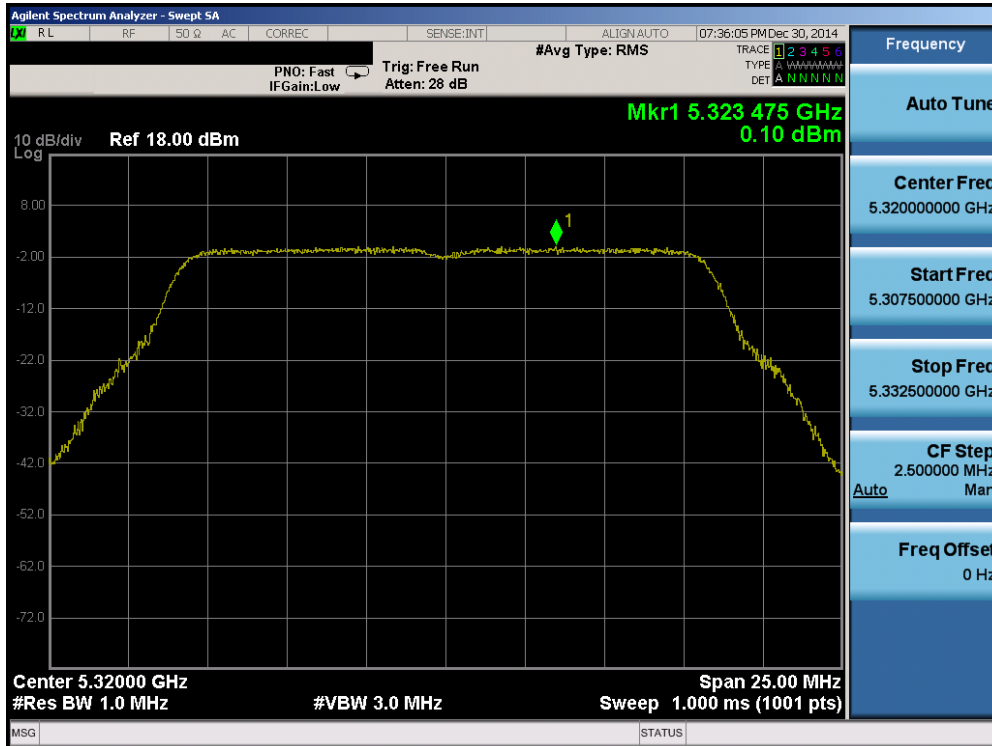 Agilent Spectrum Analyzer - Swept SA
LXI RL RF 50 Ω AC CORREC SENSE:INT ALIGN AUTO 07:36:05 PM Dec 30, 2014
PNO: Fast
IFGain:Low
Trig: Free Run
Atten: 28 dB
#Avg Type: RMS
TRACE 1 2 3 4 5 6
TYPE A
DET A N N N N N
Mkr1 5.323 475 GHz
0.10 dBm
10 dB/div
Log
Ref 18.00 dBm
8.00
-2.00
-12.0
-22.0
-32.0
-42.0
-52.0
-62.0
-72.0
1
Center 5.32000 GHz
Span 25.00 MHz
#Res BW 1.0 MHz
#VBW 3.0 MHz
Sweep 1.000 ms (1001 pts)
MSG
STATUS
Frequency
Auto Tune
Center Freq
5.320000000 GHz
Start Freq
5.307500000 GHz
Stop Freq
5.332500000 GHz
CF Step
2.500000 MHz
Auto Man
Freq Offset
0 Hz